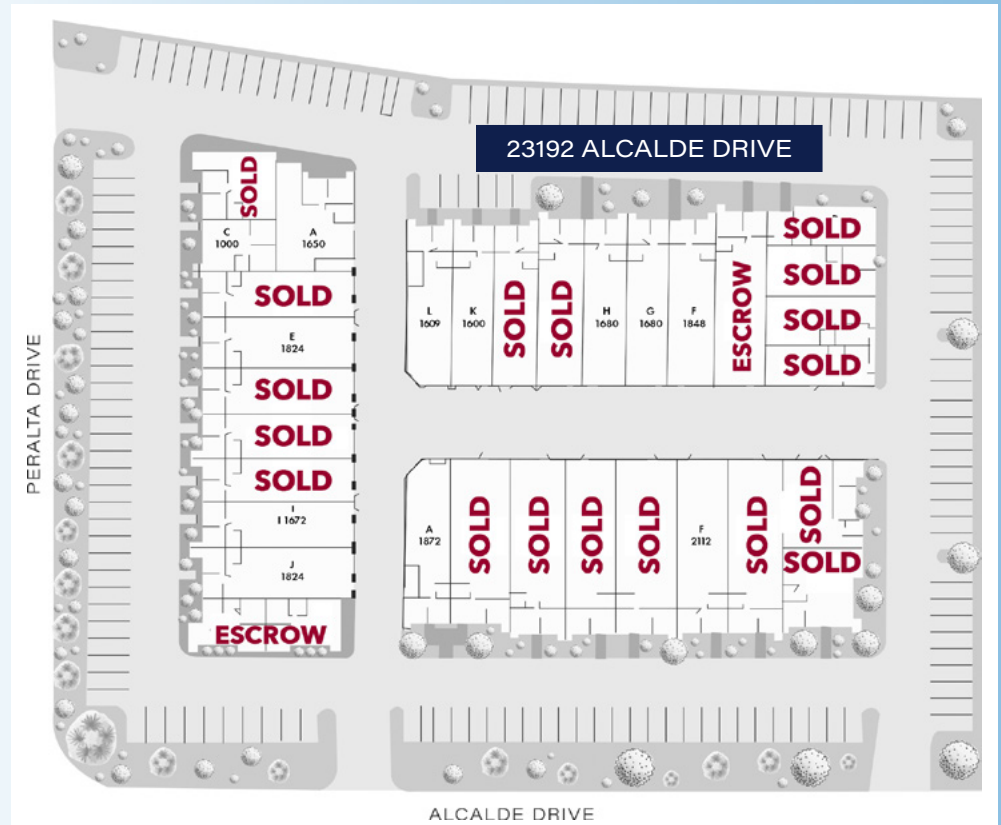 23192 ALCALDE DRIVE
SOLD
C
1000
A
1650
SOLD
E
1824
SOLD
SOLD
SOLD
I
I 1672
J
1824
ESCROW
L
1609
K
1600
SOLD
SOLD
H
1680
G
1680
F
1848
ESCROW
SOLD
SOLD
SOLD
SOLD
A
1872
SOLD
SOLD
SOLD
SOLD
F
2112
SOLD
SOLD
SOLD
PERALTA DRIVE
ALCALDE DRIVE